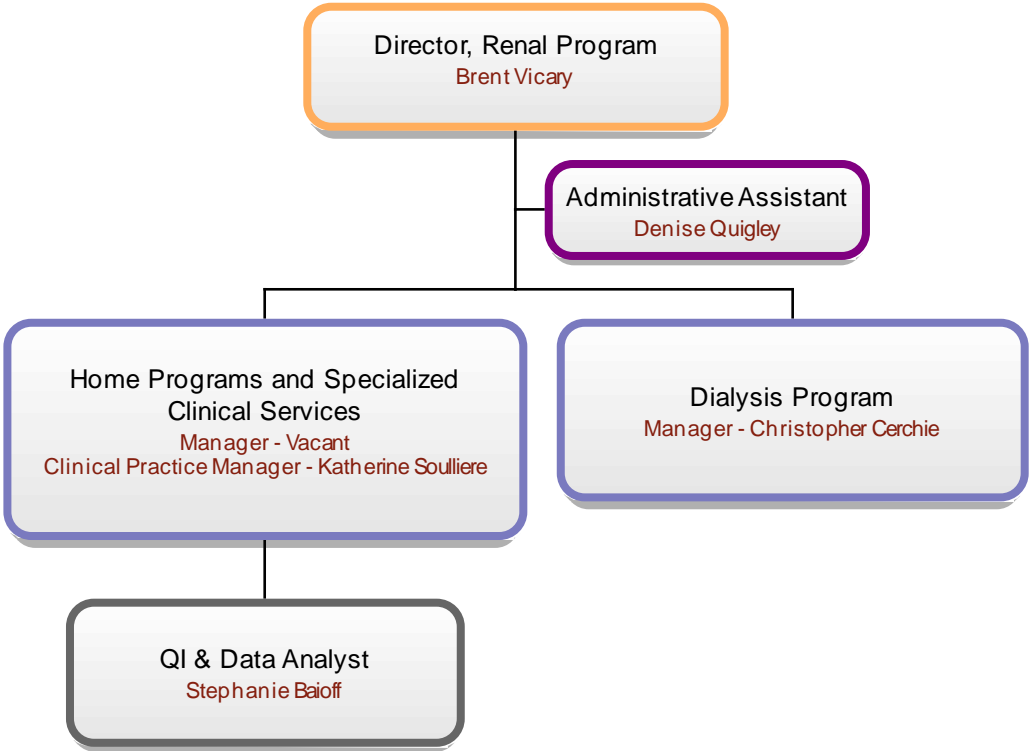 Director, Renal Program
Brent Vicary
Administrative Assistant
Denise Quigley
Home Programs and Specialized
Clinical Services
Manager - Vacant
Clinical Practice Manager - Katherine Soulliere
Dialysis Program
Manager - Christopher Cerchie
QI & Data Analyst
Stephanie Baioff